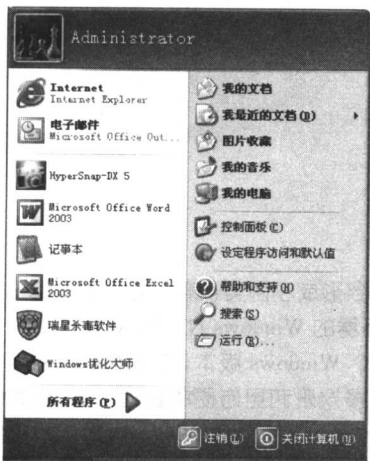 Administrator
Internet
Internet Explorer
电子邮件
Microsoft Office Out...
HyperSnap-DX 5
Microsoft Office Word
2003
记事本
Microsoft Office Excel
2003
瑞星杀毒软件
Windows优化大师
所有程序(P)
我的文档
我最近的文档(D)
图片收藏
我的音乐
我的电脑
控制面板(C)
设定程序访问和默认值
帮助和支持(H)
搜索(S)
运行(R)...
注销(L)
关闭计算机(U)